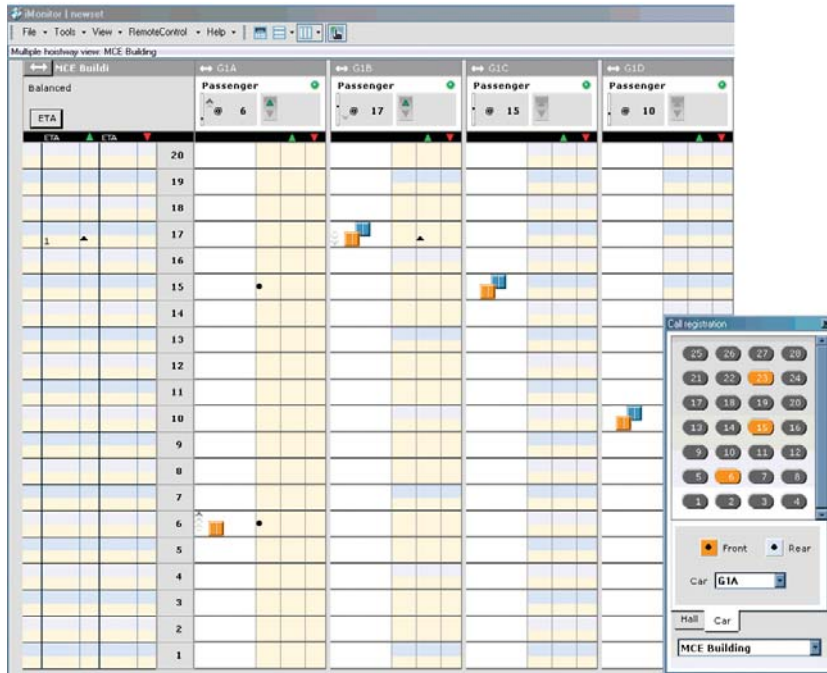 iMonitor | newset
File Tools View RemoteControl Help
Multiple hoistway view: MCE Building
MCE Buildi G1A G1B G1C G1D
Balanced Passenger Passenger Passenger Passenger
@ 6 @ 17 @ 15 @ 10
ETA
ETA ETA
20
19
18
1 17
16
15
14
13
12
11
10
9
8
7
6
5
4
3
2
1
Call registration
25 26 27 28
21 22 23 24
17 18 19 20
13 14 15 16
9 10 11 12
5 6 7 8
1 2 3 4
Front Rear
Car G1A
Hall Car
MCE Building